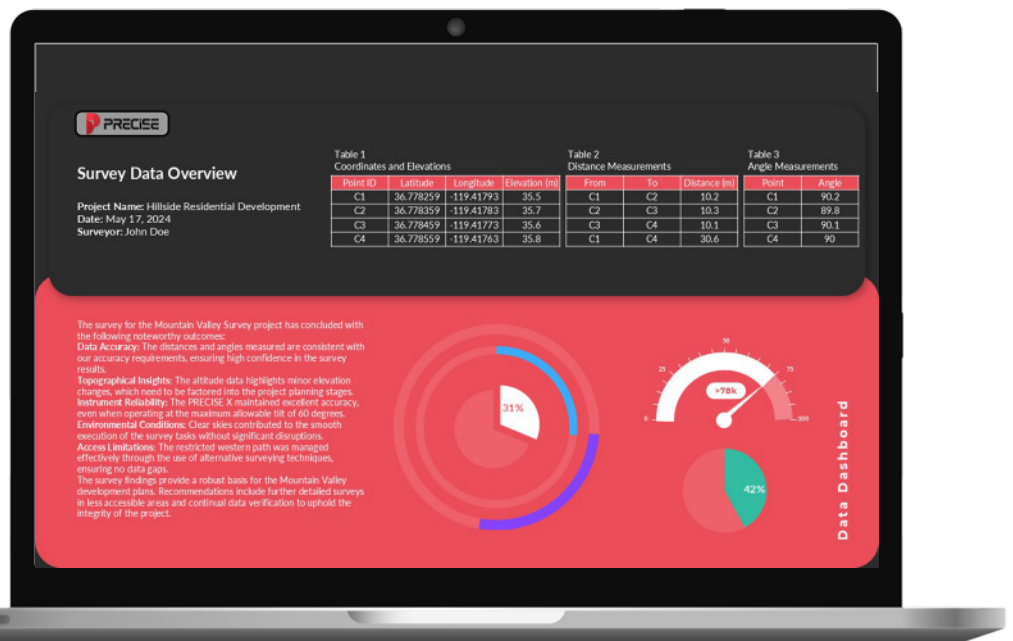 PRECISE
Survey Data Overview
Project Name: Hillside Residential Development
Date: May 17, 2024
Surveyor: John Doe
Table 1
Coordinates and Elevations
Point ID Latitude Longitude Elevation (m)
C1 36.778259 -119.41793 35.5
C2 36.778359 -119.41783 35.7
C3 36.778459 -119.41773 35.6
C4 36.778559 -119.41763 35.8
Table 2
Distance Measurements
From To Distance (m)
C1 C2 10.2
C2 C3 10.3
C3 C4 10.1
C1 C4 30.6
Table 3
Angle Measurements
Point Angle
C1 90.2
C2 89.8
C3 90.1
C4 90
The survey for the Mountain Valley Survey project has concluded with
the following noteworthy outcomes:
Data Accuracy: The distances and angles measured are consistent with
our accuracy requirements, ensuring high confidence in the survey
results.
Topographical Insights: The altitude data highlights minor elevation
changes, which need to be factored into the project planning stages.
Instrument Reliability: The PRECISE X maintained excellent accuracy,
even when operating at the maximum allowable tilt of 60 degrees.
Environmental Conditions: Clear skies contributed to the smooth
execution of the survey tasks without significant disruptions.
Access Limitations: The restricted western path was managed
effectively through the use of alternative surveying techniques,
ensuring no data gaps.
The survey findings provide a robust basis for the Mountain Valley
development plans. Recommendations include further detailed surveys
in less accessible areas and continual data verification to uphold the
integrity of the project.
31%
0
25
50
75
100
>78k
42%
Data Dashboard